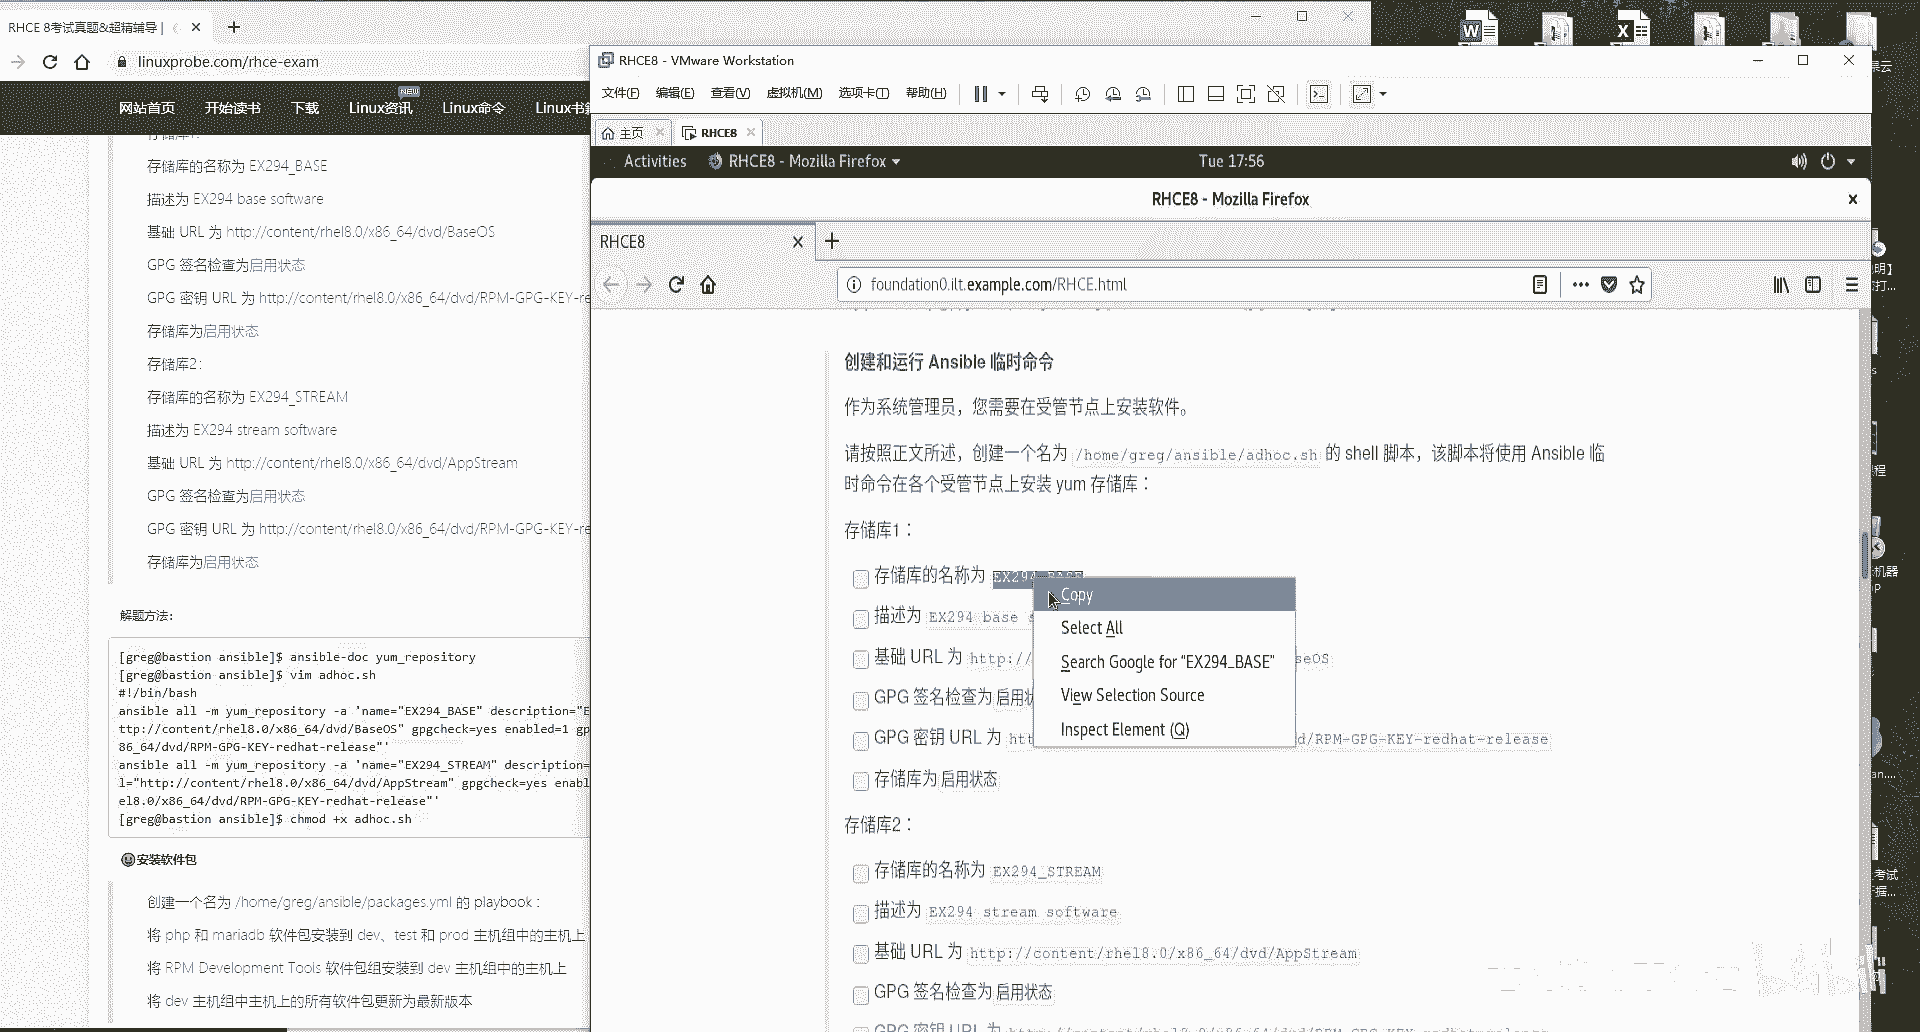 RHCE 8考试真题&超精辅导 |
linuxprobe.com/rhce-exam
网站首页 开始读书 下载 Linux资讯 NEW Linux命令
存储库的名称为 EX294_BASE
描述为 EX294 base software
基础 URL 为 http://content/rhel8.0/x86_64/dvd/BaseOS
GPG 签名检查为启用状态
GPG 密钥 URL 为 http://content/rhel8.0/x86_64/dvd/RPM-GPG-KEY-re
存储库为启用状态
存储库2:
存储库的名称为 EX294_STREAM
描述为 EX294 stream software
基础 URL 为 http://content/rhel8.0/x86_64/dvd/AppStream
GPG 签名检查为启用状态
GPG 密钥 URL 为 http://content/rhel8.0/x86_64/dvd/RPM-GPG-KEY-re
存储库为启用状态
解题方法:
[greg@bastion ansible]$ ansible-doc yum_repository
[greg@bastion ansible]$ vim adhoc.sh
#!/bin/bash
ansible all -m yum_repository -a 'name="EX294_BASE" description="E
ttp://content/rhel8.0/x86_64/dvd/BaseOS" gpgcheck=yes enabled=1 gp
86_64/dvd/RPM-GPG-KEY-redhat-release"'
ansible all -m yum_repository -a 'name="EX294_STREAM" description=
l="http://content/rhel8.0/x86_64/dvd/AppStream" gpgcheck=yes enabl
el8.0/x86_64/dvd/RPM-GPG-KEY-redhat-release"'
[greg@bastion ansible]$ chmod +x adhoc.sh
安装软件包
创建一个名为 /home/greg/ansible/packages.yml 的 playbook :
将 php 和 mariadb 软件包安装到 dev、test 和 prod 主机组中的主机上
将 RPM Development Tools 软件包组安装到 dev 主机组中的主机上
将 dev 主机组中主机上的所有软件包更新为最新版本
RHCE8 - VMware Workstation
文件(F) 编辑(E) 查看(V) 虚拟机(M) 选项卡(T) 帮助(H)
主页 RHCE8
Activities RHCE8 - Mozilla Firefox Tue 17:56
RHCE8 - Mozilla Firefox
RHCE8
foundation0.ilt.example.com/RHCE.html
创建和运行 Ansible 临时命令
作为系统管理员，您需要在受管节点上安装软件。
请按照正文所述，创建一个名为 /home/greg/ansible/adhoc.sh 的 shell 脚本，该脚本将使用 Ansible 临
时命令在各个受管节点上安装 yum 存储库：
存储库1：
存储库的名称为 EX294_BASE
描述为 EX294 base s
基础 URL 为 http:// seOS
GPG 签名检查为 启用状
GPG 密钥 URL 为 htt d/RPM-GPG-KEY-redhat-release
存储库为 启用状态
Copy
Select All
Search Google for “EX294_BASE”
View Selection Source
Inspect Element (Q)
存储库2：
存储库的名称为 EX294_STREAM
描述为 EX294 stream software
基础 URL 为 http://content/rhel8.0/x86_64/dvd/AppStream
GPG 签名检查为 启用状态